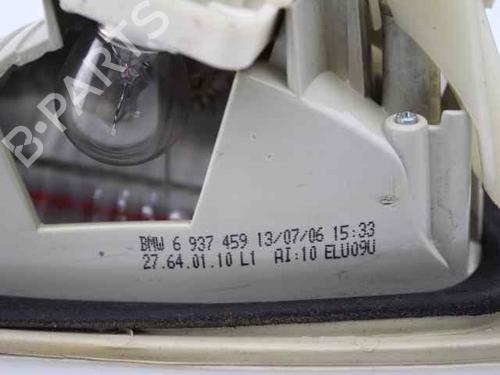 B-PARTS
BMW 6 937 459 13/07/06 15:33
27.64.01.10 L1 AI:10 ELU09U